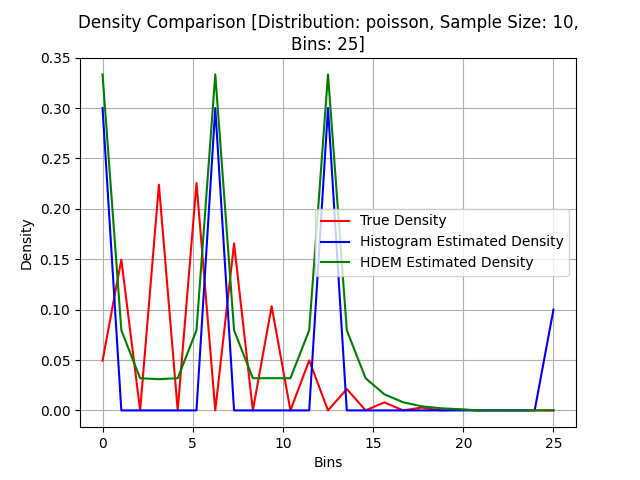 Density Comparison [Distribution: poisson, Sample Size: 10,
Bins: 25]
0.35
0.30
0.25
0.20
0.15
0.10
0.05
0.00
Density
True Density
Histogram Estimated Density
HDEM Estimated Density
0 5 10 15 20 25
Bins